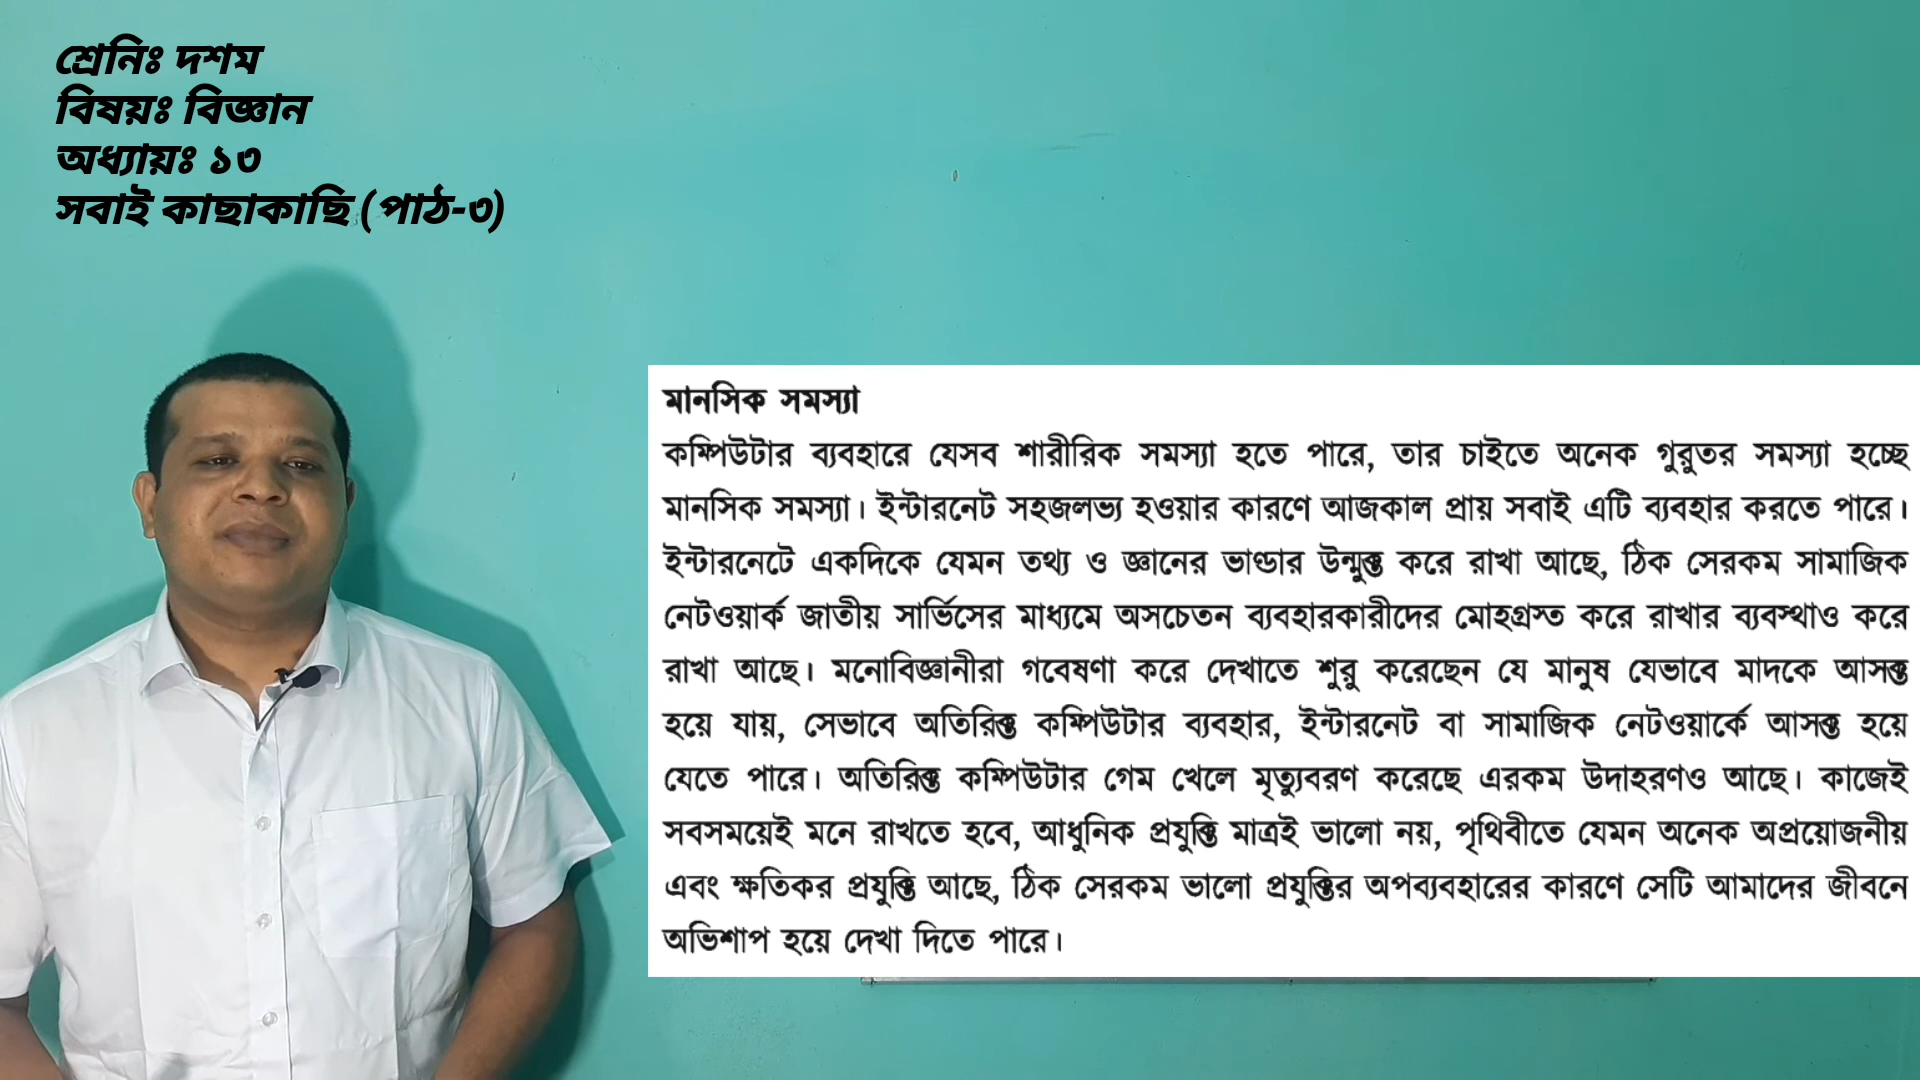 শ্রেনিঃ দশম
বিষয়ঃ বিজ্ঞান
অধ্যায়ঃ ১৩
সবাই কাছাকাছি (পাঠ-৩)
মানসিক সমস্যা
কম্পিউটার ব্যবহারে যেসব শারীরিক সমস্যা হতে পারে, তার চাইতে অনেক গুরুতর সমস্যা হচ্ছে
মানসিক সমস্যা। ইন্টারনেট সহজলভ্য হওয়ার কারণে আজকাল প্রায় সবাই এটি ব্যবহার করতে পারে।
ইন্টারনেটে একদিকে যেমন তথ্য ও জ্ঞানের ভাণ্ডার উন্মুক্ত করে রাখা আছে, ঠিক সেরকম সামাজিক
নেটওয়ার্ক জাতীয় সার্ভিসের মাধ্যমে অসচেতন ব্যবহারকারীদের মোহগ্রস্ত করে রাখার ব্যবস্থাও করে
রাখা আছে। মনোবিজ্ঞানীরা গবেষণা করে দেখাতে শুরু করেছেন যে মানুষ যেভাবে মাদকে আসক্ত
হয়ে যায়, সেভাবে অতিরিক্ত কম্পিউটার ব্যবহার, ইন্টারনেট বা সামাজিক নেটওয়ার্কে আসক্ত হয়ে
যেতে পারে। অতিরিক্ত কম্পিউটার গেম খেলে মৃত্যুবরণ করেছে এরকম উদাহরণও আছে। কাজেই
সবসময়েই মনে রাখতে হবে, আধুনিক প্রযুক্তি মাত্রই ভালো নয়, পৃথিবীতে যেমন অনেক অপ্রয়োজনীয়
এবং ক্ষতিকর প্রযুক্তি আছে, ঠিক সেরকম ভালো প্রযুক্তির অপব্যবহারের কারণে সেটি আমাদের জীবনে
অভিশাপ হয়ে দেখা দিতে পারে।